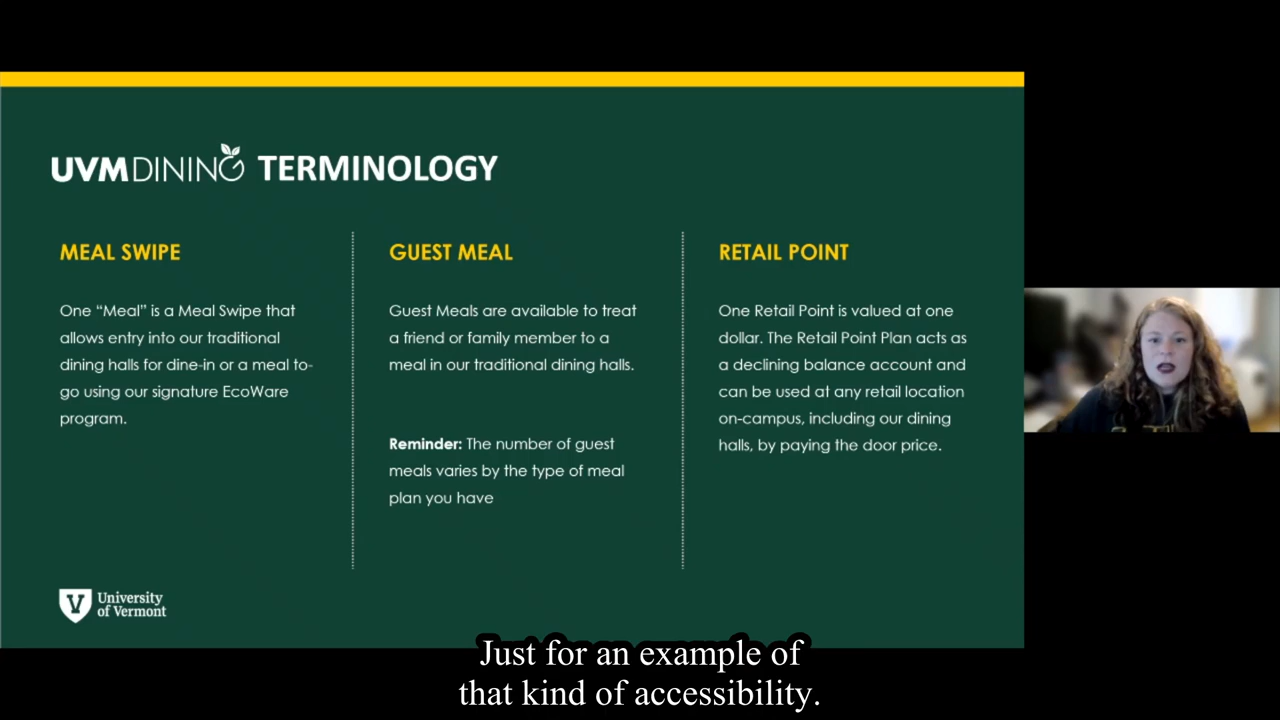 UVMDINING TERMINOLOGY
MEAL SWIPE
One “Meal” is a Meal Swipe that
allows entry into our traditional
dining halls for dine-in or a meal to-
go using our signature EcoWare
program.
GUEST MEAL
Guest Meals are available to treat
a friend or family member to a
meal in our traditional dining halls.
Reminder: The number of guest
meals varies by the type of meal
plan you have
RETAIL POINT
One Retail Point is valued at one
dollar. The Retail Point Plan acts as
a declining balance account and
can be used at any retail location
on-campus, including our dining
halls, by paying the door price.
V
University
of Vermont
Just for an example of
that kind of accessibility.